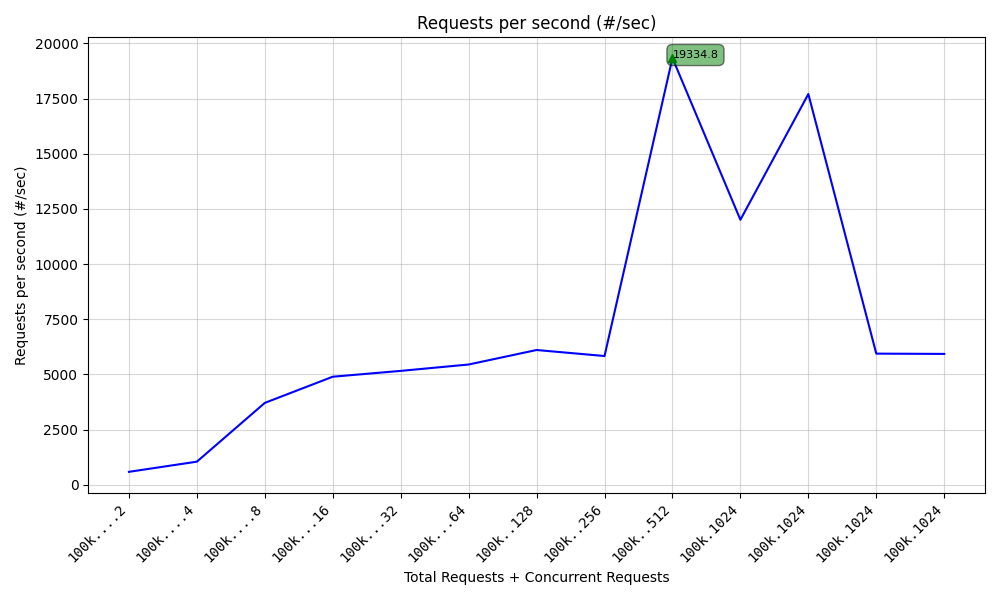 Requests per second (#/sec)
20000
17500
15000
12500
10000
7500
5000
2500
0
Requests per second (#/sec)
19334.8
100k....2
100k....4
100k....8
100k...16
100k...32
100k...64
100k..128
100k..256
100k..512
100k.1024
100k.1024
100k.1024
100k.1024
Total Requests + Concurrent Requests